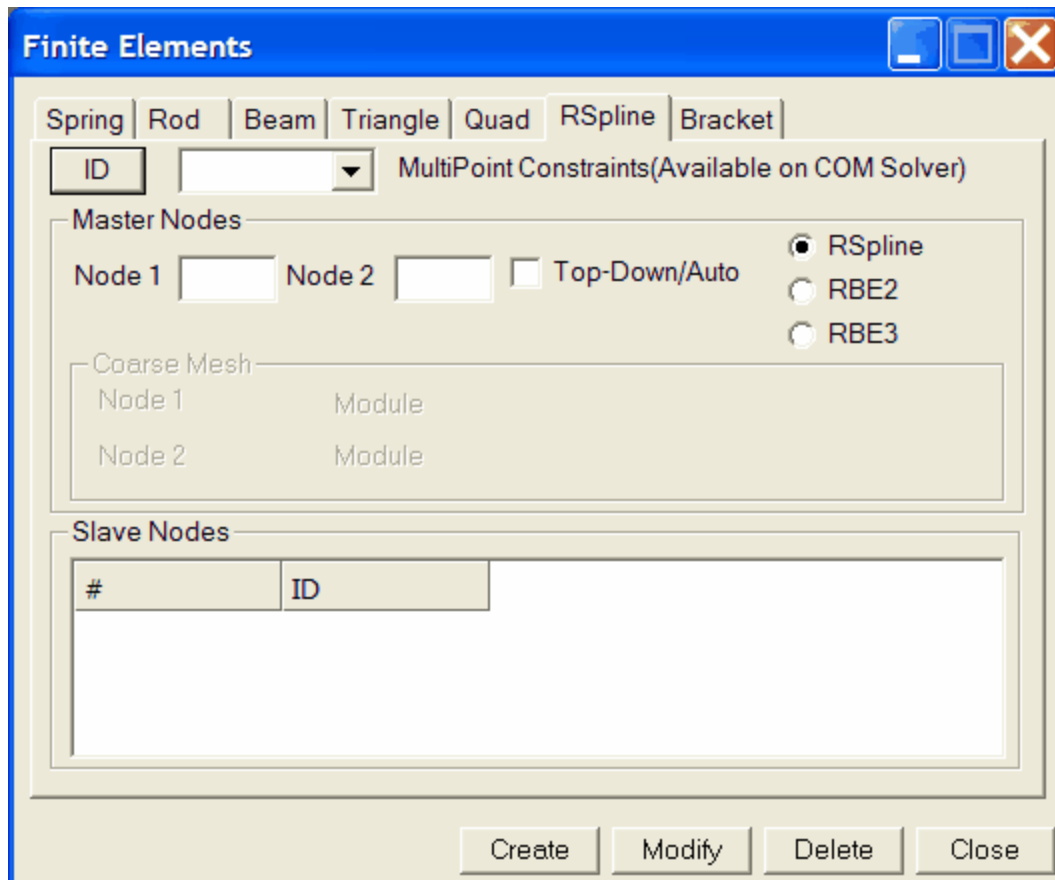 Finite Elements
Spring Rod Beam Triangle Quad RSpline Bracket
ID MultiPoint Constraints(Available on COM Solver)
Master Nodes
Node 1 Node 2 Top-Down/Auto RSpline
RBE2
RBE3
Coarse Mesh
Node 1 Module
Node 2 Module
Slave Nodes
# ID
Create Modify Delete Close